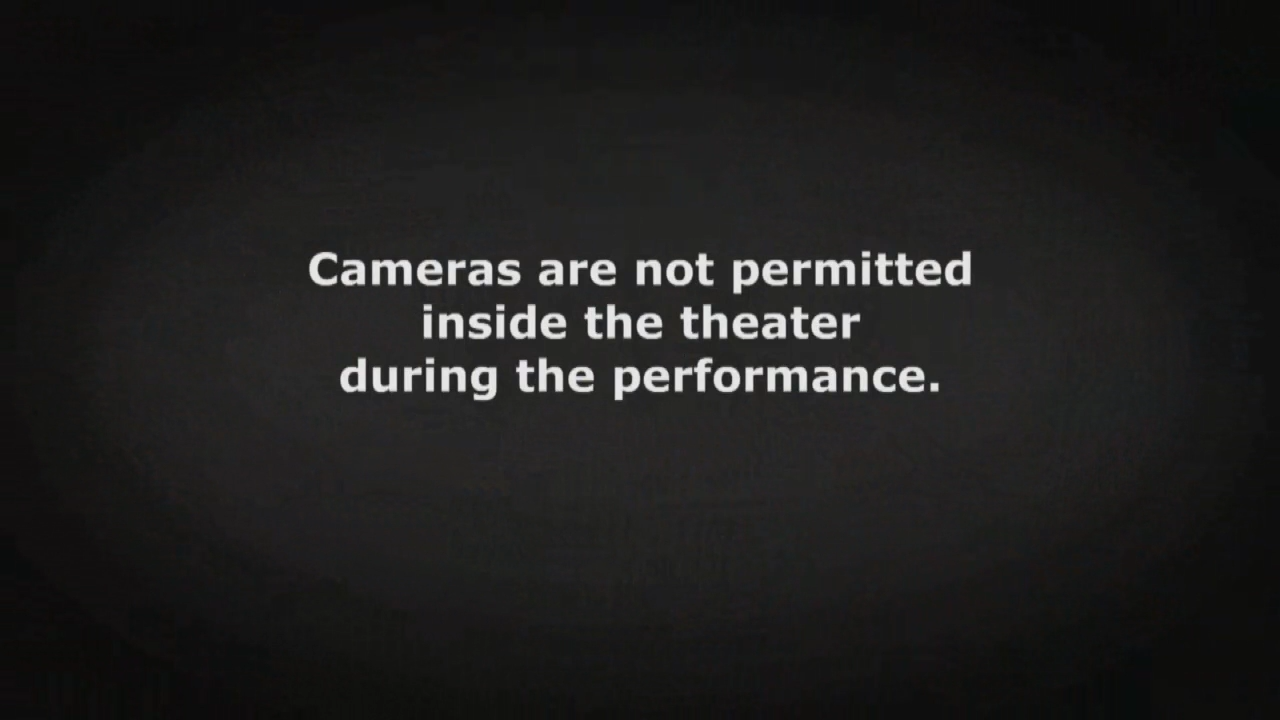 Cameras are not permitted
inside the theater
during the performance.